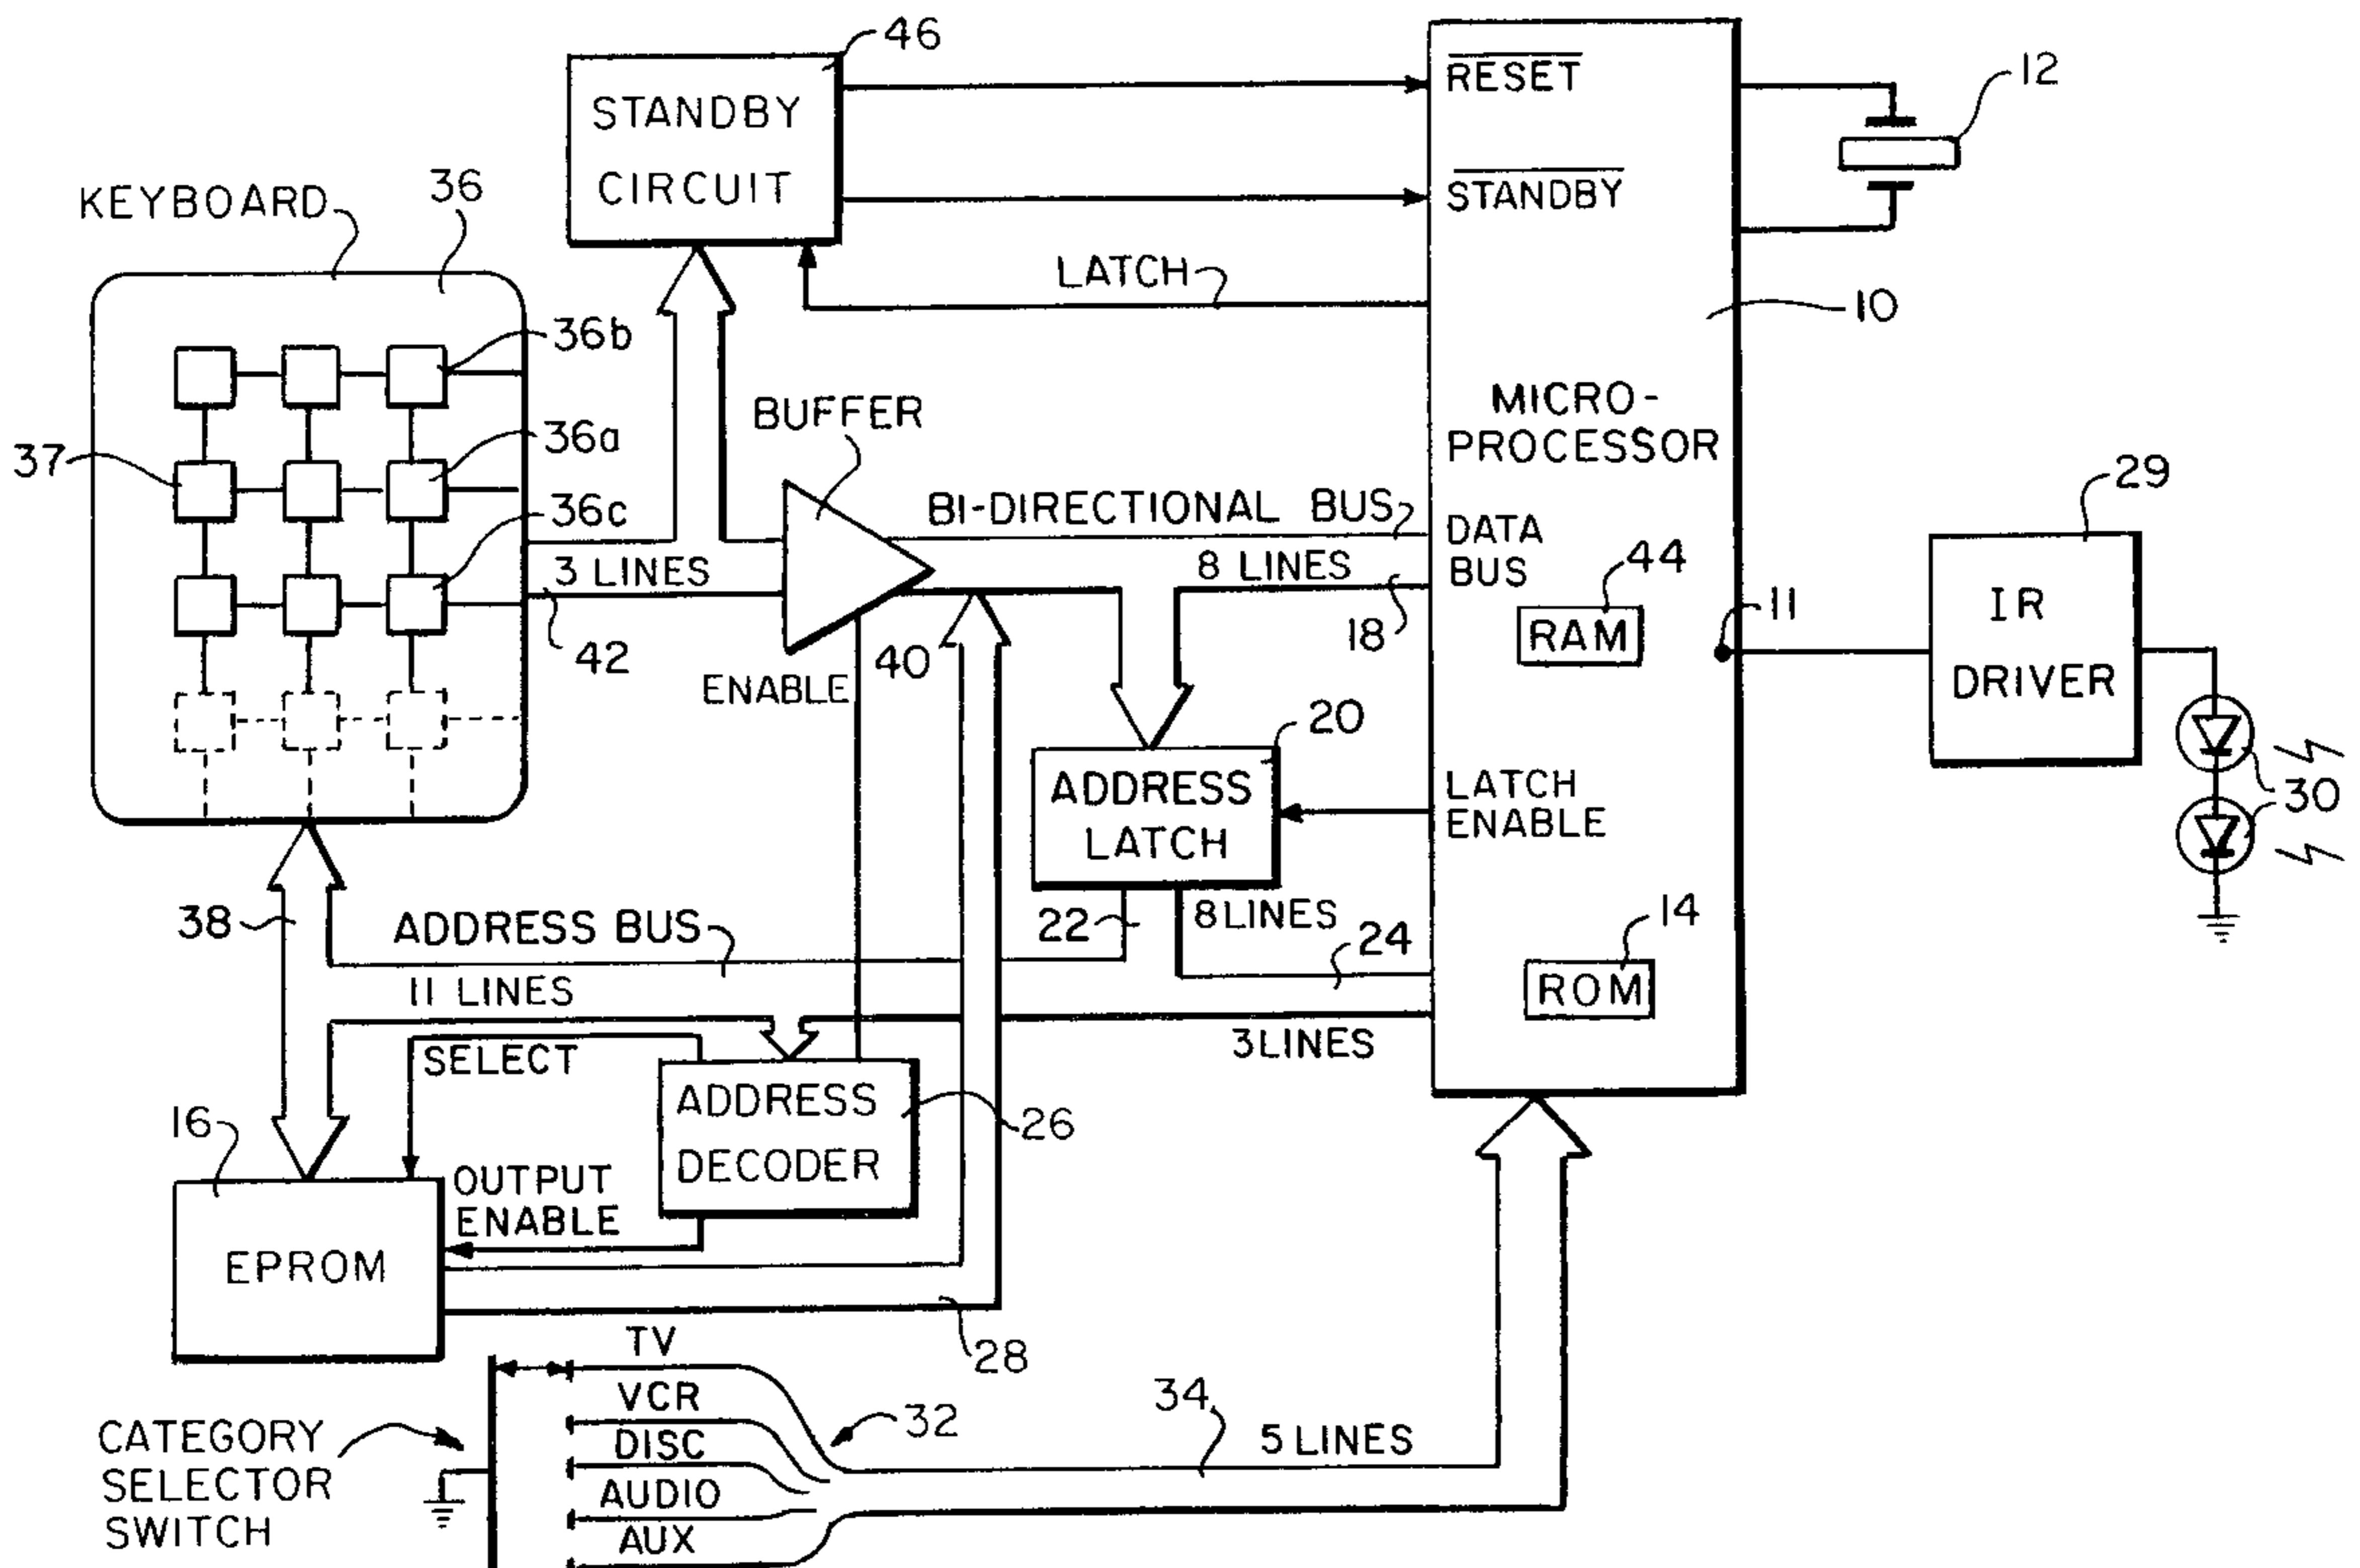 46
RESET
12
STANDBY
CIRCUIT
STANDBY
KEYBOARD
36
LATCH
10
36b
BUFFER
MICRO-
PROCESSOR
37
36a
36c
BI-DIRECTIONAL BUS
DATA
BUS
29
3 LINES
8 LINES
44
RAM
11
IR
DRIVER
42
40
18
ENABLE
20
ADDRESS
LATCH
LATCH
ENABLE
30
38
ADDRESS BUS
22
8 LINES
24
14
ROM
11 LINES
3 LINES
SELECT
ADDRESS
DECODER
26
16
OUTPUT
ENABLE
EPROM
28
TV
VCR
DISC
AUDIO
AUX
32
34
5 LINES
CATEGORY
SELECTOR
SWITCH